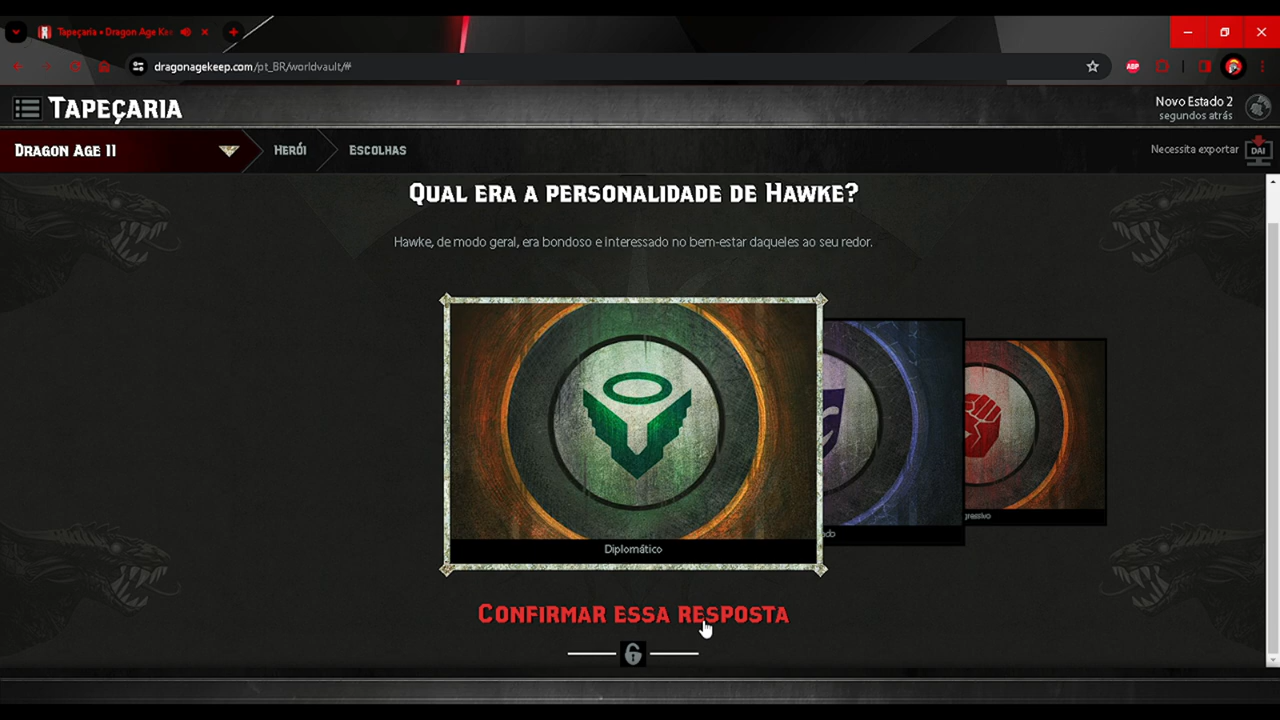 Tapeçaria • Dragon Age Kee
dragonagekeep.com/pt_BR/worldvault/#
ABP
Tapeçaria
Novo Estado 2
segundos atrás
Dragon Age II
Herói
Escolhas
Necessita exportar
DAI
Qual era a personalidade de Hawke?
Hawke, de modo geral, era bondoso e interessado no bem-estar daqueles ao seu redor.
Diplomático
Confirmar essa resposta